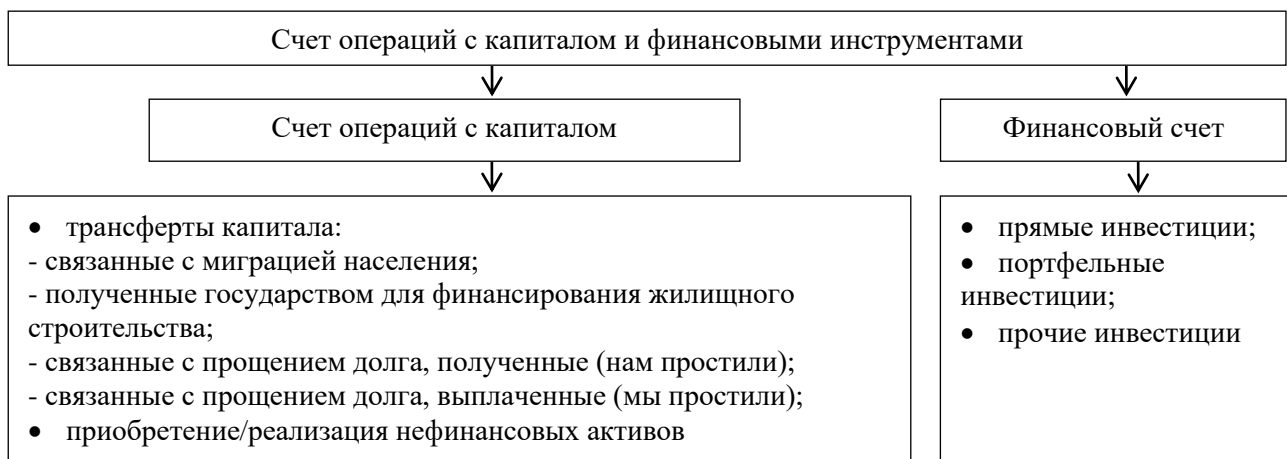 Счет операций с капиталом и финансовыми инструментами
Счет операций с капиталом
Финансовый счет
• трансферты капитала:
- связанные с миграцией населения;
- полученные государством для финансирования жилищного
строительства;
- связанные с прощением долга, полученные (нам простили);
- связанные с прощением долга, выплаченные (мы простили);
• приобретение/реализация нефинансовых активов
• прямые инвестиции;
• портфельные
инвестиции;
• прочие инвестиции